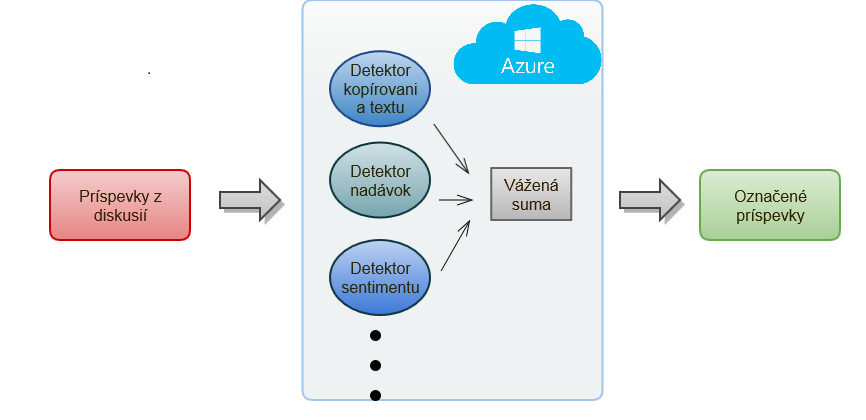 Azure
Detektor
kopírovani
a textu
Detektor
nadávok
Detektor
sentimentu
Vážená
suma
Príspevky z
diskusií
Označené
príspevky